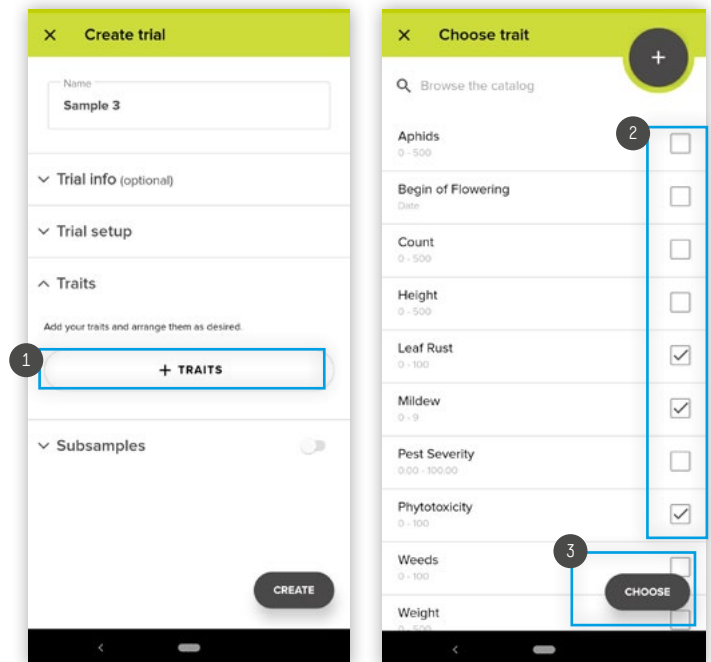 Create trial
Name
Sample 3
Trial info (optional)
Trial setup
Traits
Add your traits and arrange them as desired.
1
+ TRAITS
Subsamples
CREATE
Choose trait
+
Browse the catalog
2
Aphids
0 - 500
Begin of Flowering
Date
Count
0 - 500
Height
0 - 500
Leaf Rust
0 - 100
Mildew
0 - 9
Pest Severity
0.00 - 100.00
Phytotoxicity
0 - 100
3
Weeds
0 - 100
CHOOSE
Weight
0 - 500